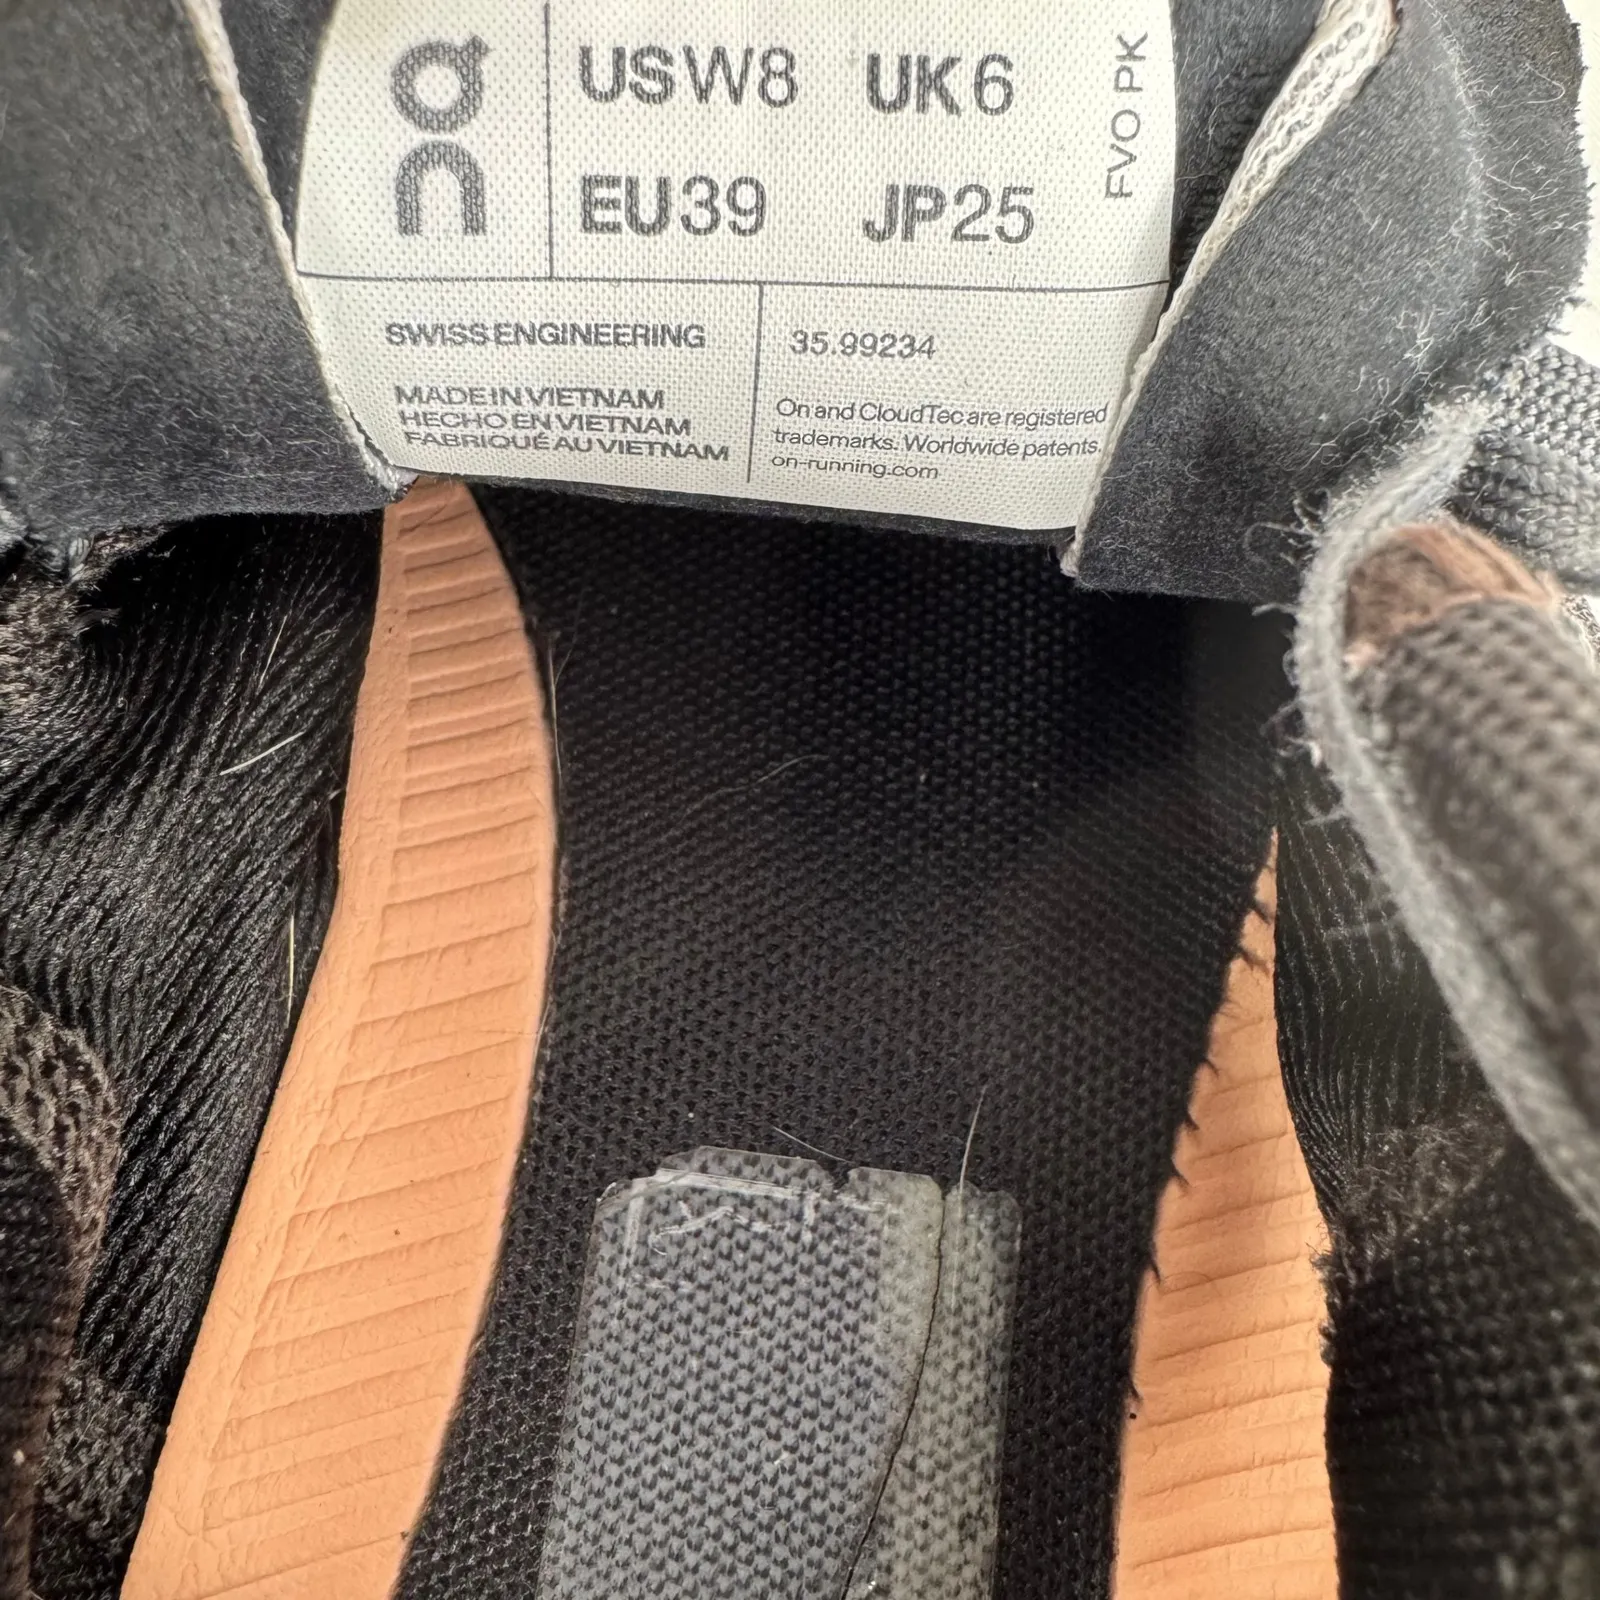 On
USW8 UK6
EU39 JP25
FVO PK
SWISS ENGINEERING
MADE IN VIETNAM
HECHO EN VIETNAM
FABRIQUÉ AU VIETNAM
35.99234
On and CloudTec are registered
trademarks. Worldwide patents.
on-running.com